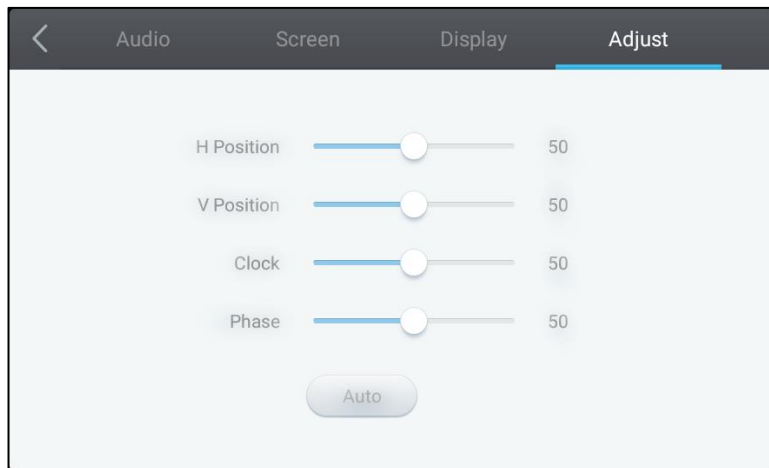 Audio Screen Display Adjust
H Position 50
V Position 50
Clock 50
Phase 50
Auto